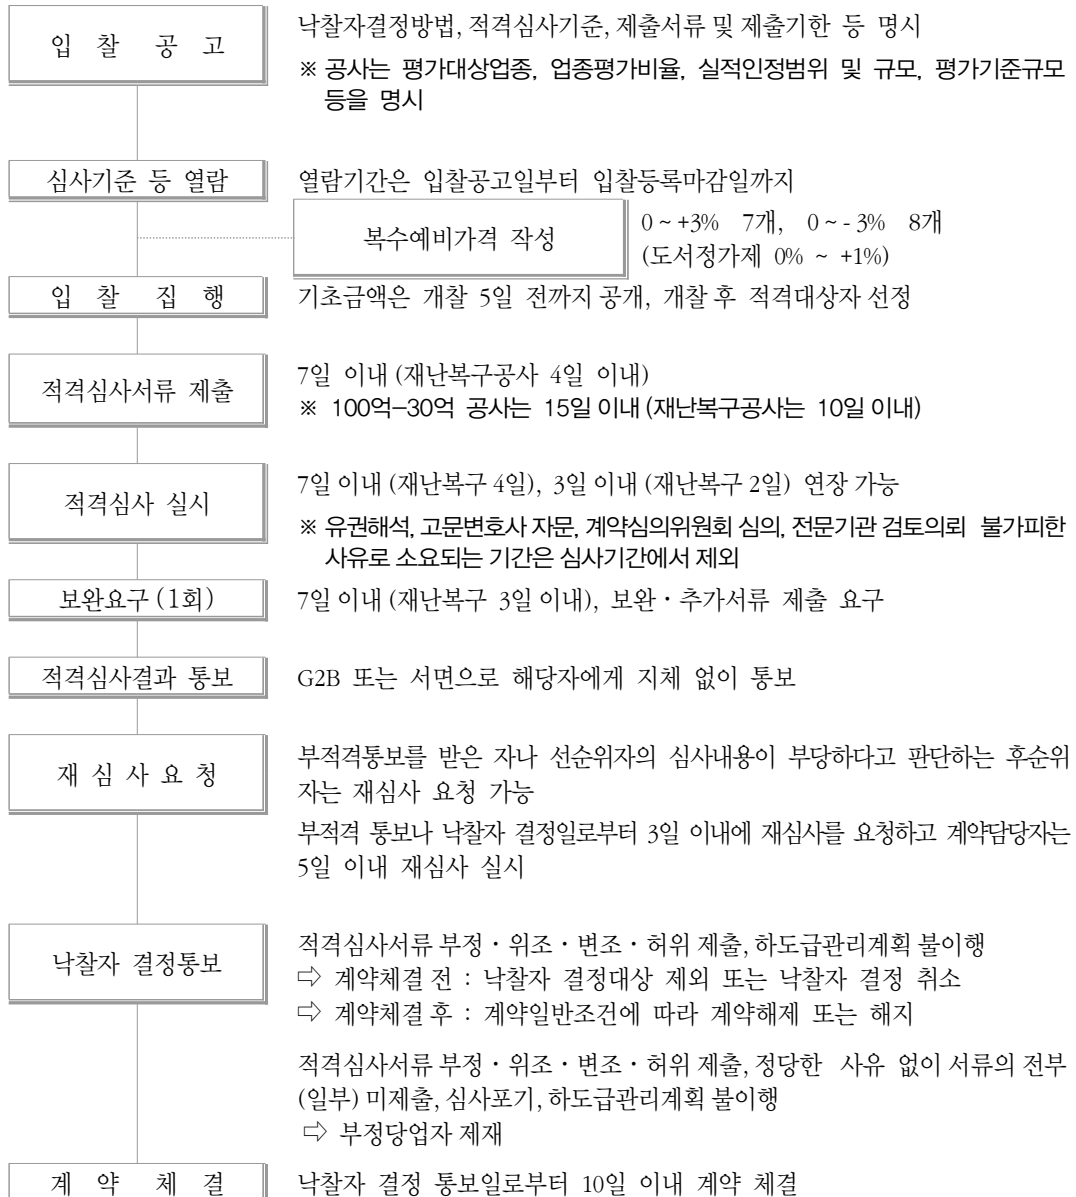 입 찰 공 고
낙찰자결정방법, 적격심사기준, 제출서류 및 제출기한 등 명시
※ 공사는 평가대상업종, 업종평가비율, 실적인정범위 및 규모, 평가기준규모
등을 명시
심사기준 등 열람
열람기간은 입찰공고일부터 입찰등록마감일까지
복수예비가격 작성
0 ~ +3% 7개, 0 ~ - 3% 8개
(도서정가제 0% ~ +1%)
입 찰 집 행
기초금액은 개찰 5일 전까지 공개, 개찰 후 적격대상자 선정
적격심사서류 제출
7일 이내 (재난복구공사 4일 이내)
※ 100억–30억 공사는 15일 이내 (재난복구공사는 10일 이내)
적격심사 실시
7일 이내 (재난복구 4일), 3일 이내 (재난복구 2일) 연장 가능
※ 유권해석, 고문변호사 자문, 계약심의위원회 심의, 전문기관 검토의뢰 불가피한
사유로 소요되는 기간은 심사기간에서 제외
보완요구 (1회)
7일 이내 (재난복구 3일 이내), 보완・추가서류 제출 요구
적격심사결과 통보
G2B 또는 서면으로 해당자에게 지체 없이 통보
재 심 사 요 청
부적격통보를 받은 자나 선순위자의 심사내용이 부당하다고 판단하는 후순위
자는 재심사 요청 가능
부적격 통보나 낙찰자 결정일로부터 3일 이내에 재심사를 요청하고 계약담당자는
5일 이내 재심사 실시
낙찰자 결정통보
적격심사서류 부정・위조・변조・허위 제출, 하도급관리계획 불이행
⇨ 계약체결 전 : 낙찰자 결정대상 제외 또는 낙찰자 결정 취소
⇨ 계약체결 후 : 계약일반조건에 따라 계약해제 또는 해지
적격심사서류 부정・위조・변조・허위 제출, 정당한 사유 없이 서류의 전부
(일부) 미제출, 심사포기, 하도급관리계획 불이행
⇨ 부정당업자 제재
계 약 체 결
낙찰자 결정 통보일로부터 10일 이내 계약 체결